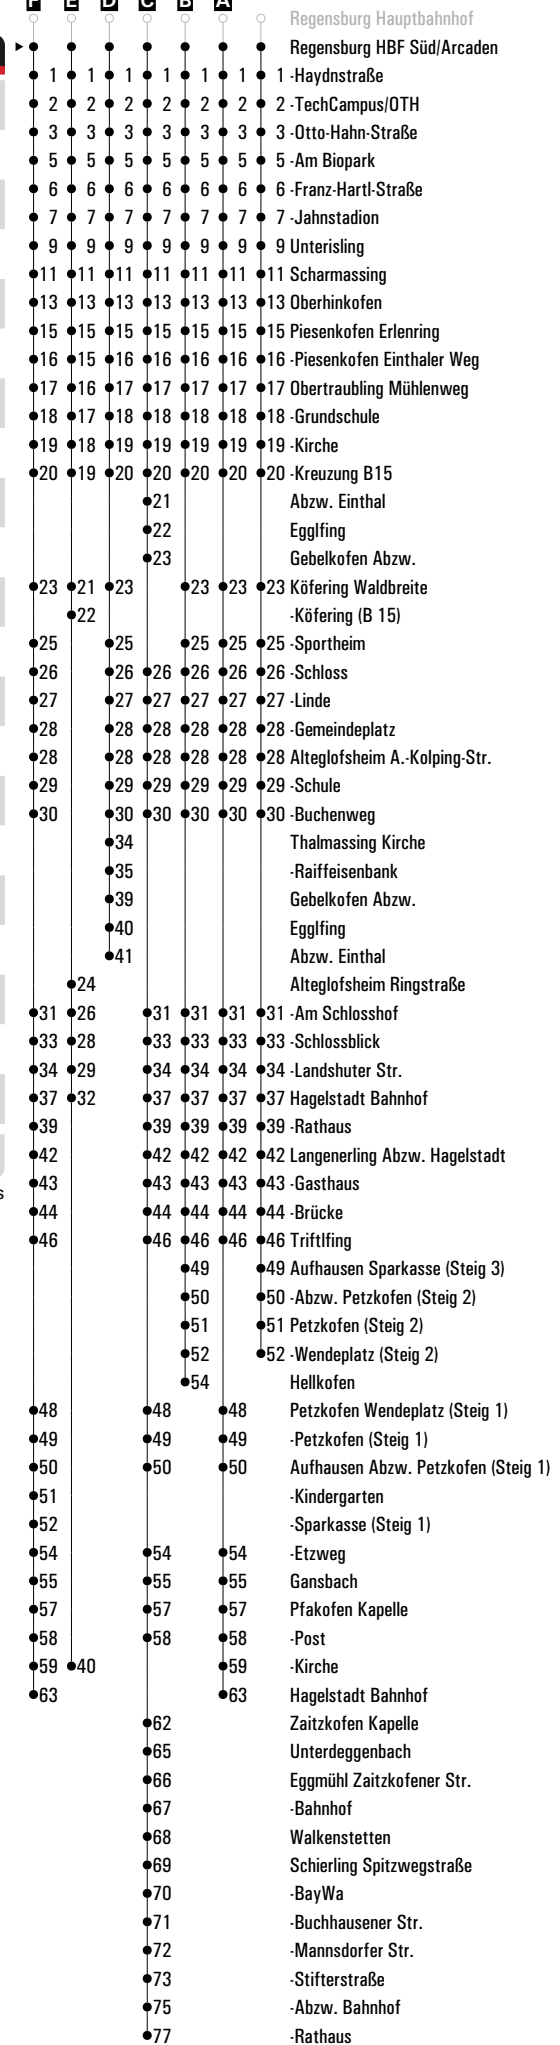 F E D C B A
Regensburg Hauptbahnhof
Regensburg HBF Süd/Arcaden
1 1 1 1 1 1 1 -Haydnstraße
2 2 2 2 2 2 2 -TechCampus/OTH
3 3 3 3 3 3 3 -Otto-Hahn-Straße
5 5 5 5 5 5 5 -Am Biopark
6 6 6 6 6 6 6 -Franz-Hartl-Straße
7 7 7 7 7 7 7 -Jahnstadion
9 9 9 9 9 9 9 Unterisling
11 11 11 11 11 11 11 Scharmassing
13 13 13 13 13 13 13 Oberhinkofen
15 15 15 15 15 15 15 Piesenkofen Erlenring
16 15 16 16 16 16 16 -Piesenkofen Einthaler Weg
17 16 17 17 17 17 17 Obertraubling Mühlenweg
18 17 18 18 18 18 18 -Grundschule
19 18 19 19 19 19 19 -Kirche
20 19 20 20 20 20 20 -Kreuzung B15
21 Abzw. Einthal
22 Egglfing
23 Gebelkofen Abzw.
23 21 23 23 23 23 Köfering Waldbreite
22 -Köfering (B 15)
25 25 25 25 25 -Sportheim
26 26 26 26 26 26 -Schloss
27 27 27 27 27 27 -Linde
28 28 28 28 28 28 -Gemeindeplatz
28 28 28 28 28 28 Alteglofsheim A.-Kolping-Str.
29 29 29 29 29 29 -Schule
30 30 30 30 30 30 -Buchenweg
34 Thalmassing Kirche
35 -Raiffeisenbank
39 Gebelkofen Abzw.
40 Egglfing
41 Abzw. Einthal
24 Alteglofsheim Ringstraße
31 26 31 31 31 31 -Am Schlosshof
33 28 33 33 33 33 -Schlossblick
34 29 34 34 34 34 -Landshuter Str.
37 32 37 37 37 37 Hagelstadt Bahnhof
39 39 39 39 39 -Rathaus
42 42 42 42 42 Langenerling Abzw. Hagelstadt
43 43 43 43 43 -Gasthaus
s
44 44 44 44 44 -Brücke
46 46 46 46 46 Triftlfing
49 49 Aufhausen Sparkasse (Steig 3)
50 50 -Abzw. Petzkofen (Steig 2)
51 51 Petzkofen (Steig 2)
52 52 -Wendeplatz (Steig 2)
54 Hellkofen
48 48 48 Petzkofen Wendeplatz (Steig 1)
49 49 49 -Petzkofen (Steig 1)
50 50 50 Aufhausen Abzw. Petzkofen (Steig 1)
51 -Kindergarten
52 -Sparkasse (Steig 1)
54 54 54 -Etzweg
55 55 55 Gansbach
57 57 57 Pfakofen Kapelle
58 58 58 -Post
59 40 59 -Kirche
63 63 Hagelstadt Bahnhof
62 Zaitzkofen Kapelle
65 Unterdeggenbach
66 Eggmühl Zaitzkofener Str.
67 -Bahnhof
68 Walkenstetten
69 Schierling Spitzwegstraße
70 -BayWa
71 -Buchhausener Str.
72 -Mannsdorfer Str.
73 -Stifterstraße
75 -Abzw. Bahnhof
77 -Rathaus